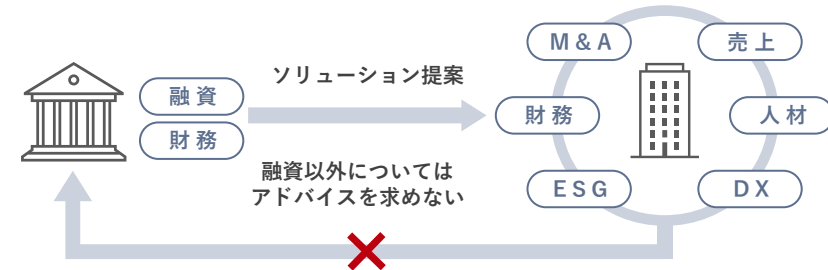 融資
財務
ソリューション提案
融資以外については
アドバイスを求めない
M&A
売上
財務
人材
ESG
DX